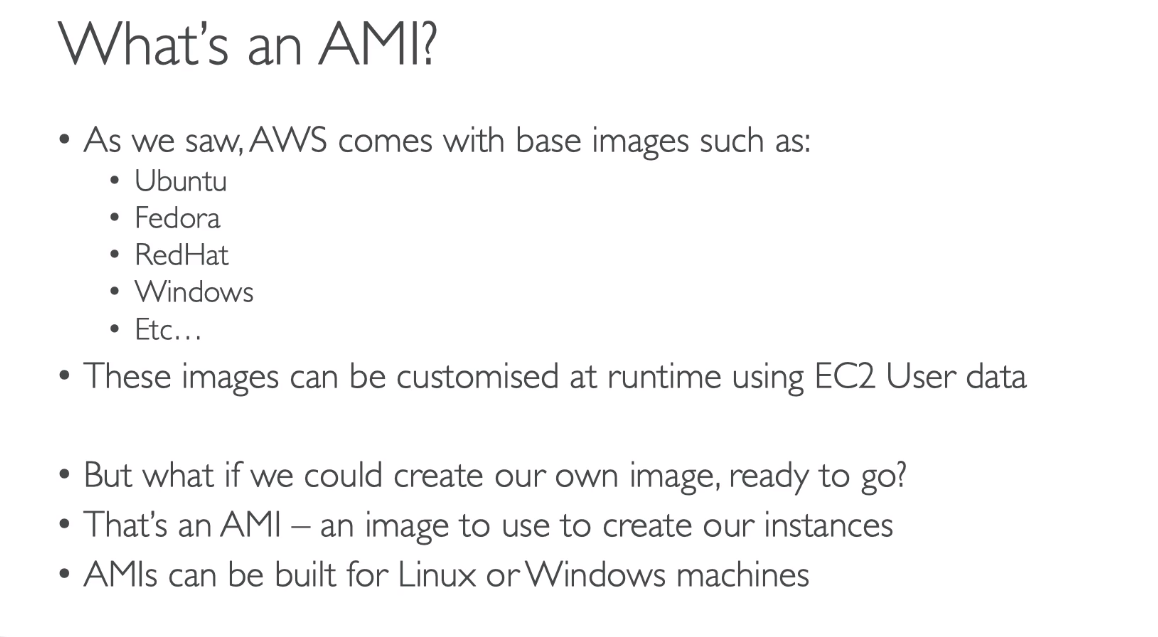 What's an AMI?
• As we saw, AWS comes with base images such as:
• Ubuntu
• Fedora
• RedHat
• Windows
• Etc…
• These images can be customised at runtime using EC2 User data
• But what if we could create our own image, ready to go?
• That's an AMI – an image to use to create our instances
• AMIs can be built for Linux or Windows machines